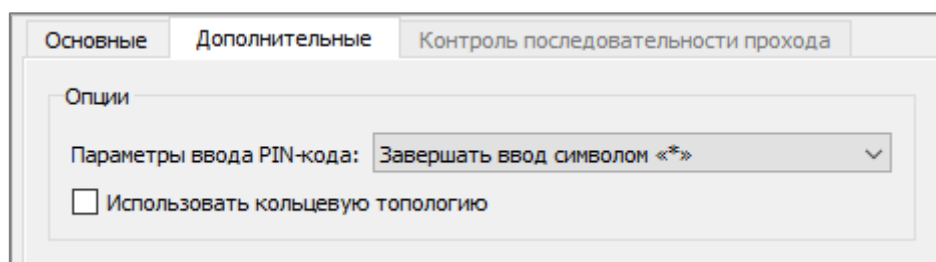 Основные Дополнительные Контроль последовательности прохода
Опции
Параметры ввода PIN-кода: Завершать ввод символом «*»
Использовать кольцевую топологию